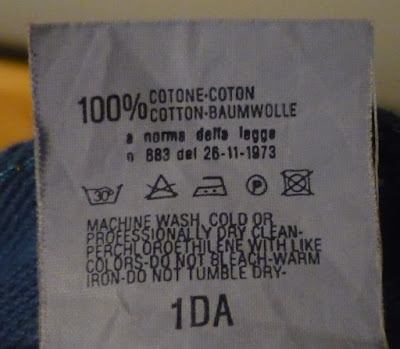 100% COTONE-COTON
COTTON-BAUMWOLLE
a norma della legge
n 883 del 26-11-1973
30° P
MACHINE WASH, COLD OR
PROFESSIONALLY DRY CLEAN-
PERCHLOROETHILENE WITH LIKE
COLORS-DO NOT BLEACH-WARM
IRON-DO NOT TUMBLE DRY-
1DA